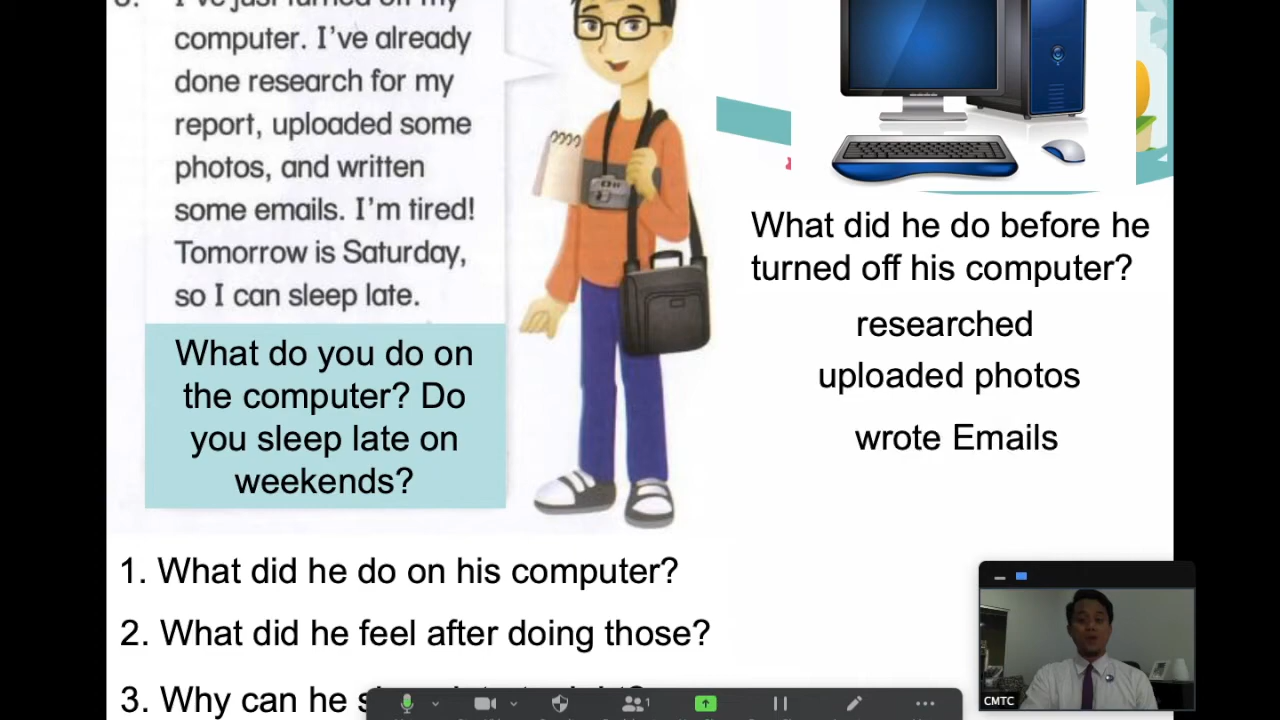 computer. I've already
done research for my
report, uploaded some
photos, and written
some emails. I'm tired!
Tomorrow is Saturday,
so I can sleep late.
What do you do on
the computer? Do
you sleep late on
weekends?
What did he do before he
turned off his computer?
researched
uploaded photos
wrote Emails
1. What did he do on his computer?
2. What did he feel after doing those?
3. Why can he
CMTC
1